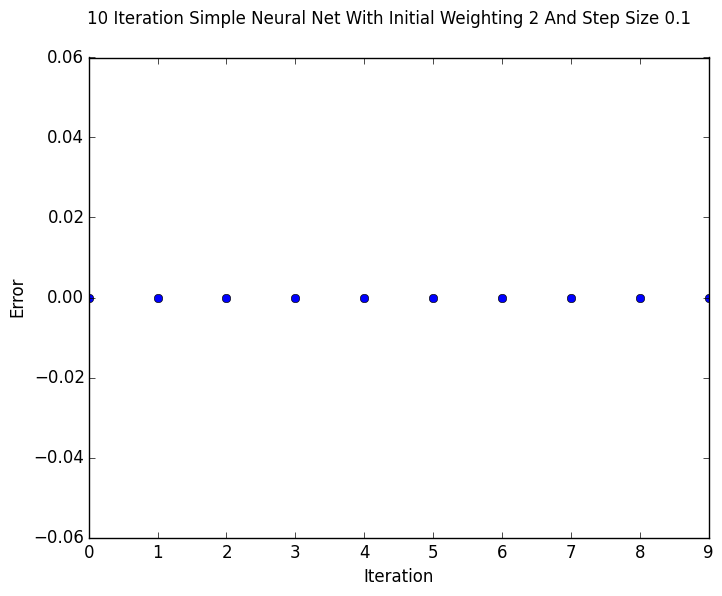 10 Iteration Simple Neural Net With Initial Weighting 2 And Step Size 0.1
0.06
0.04
0.02
0.00
−0.02
−0.04
−0.06
Error
0 1 2 3 4 5 6 7 8 9
Iteration